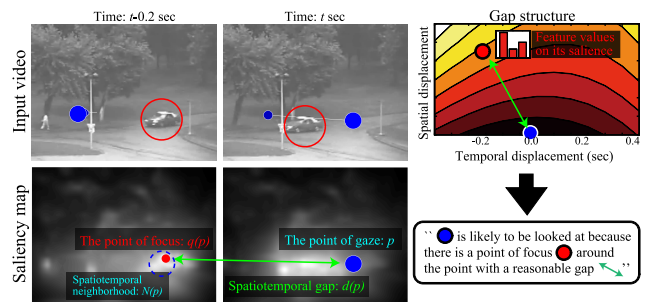 Time: t-0.2 sec
Time: t sec
Gap structure
Input video
Feature values
on its salience
Spatial displacement
-0.2
0.0
0.2
0.4
Temporal displacement (sec)
Saliency map
The point of focus: q(p)
The point of gaze: p
Spatiotemporal
neighborhood: N(p)
Spatiotemporal gap: d(p)
`` is likely to be looked at because
there is a point of focus around
the point with a reasonable gap ''